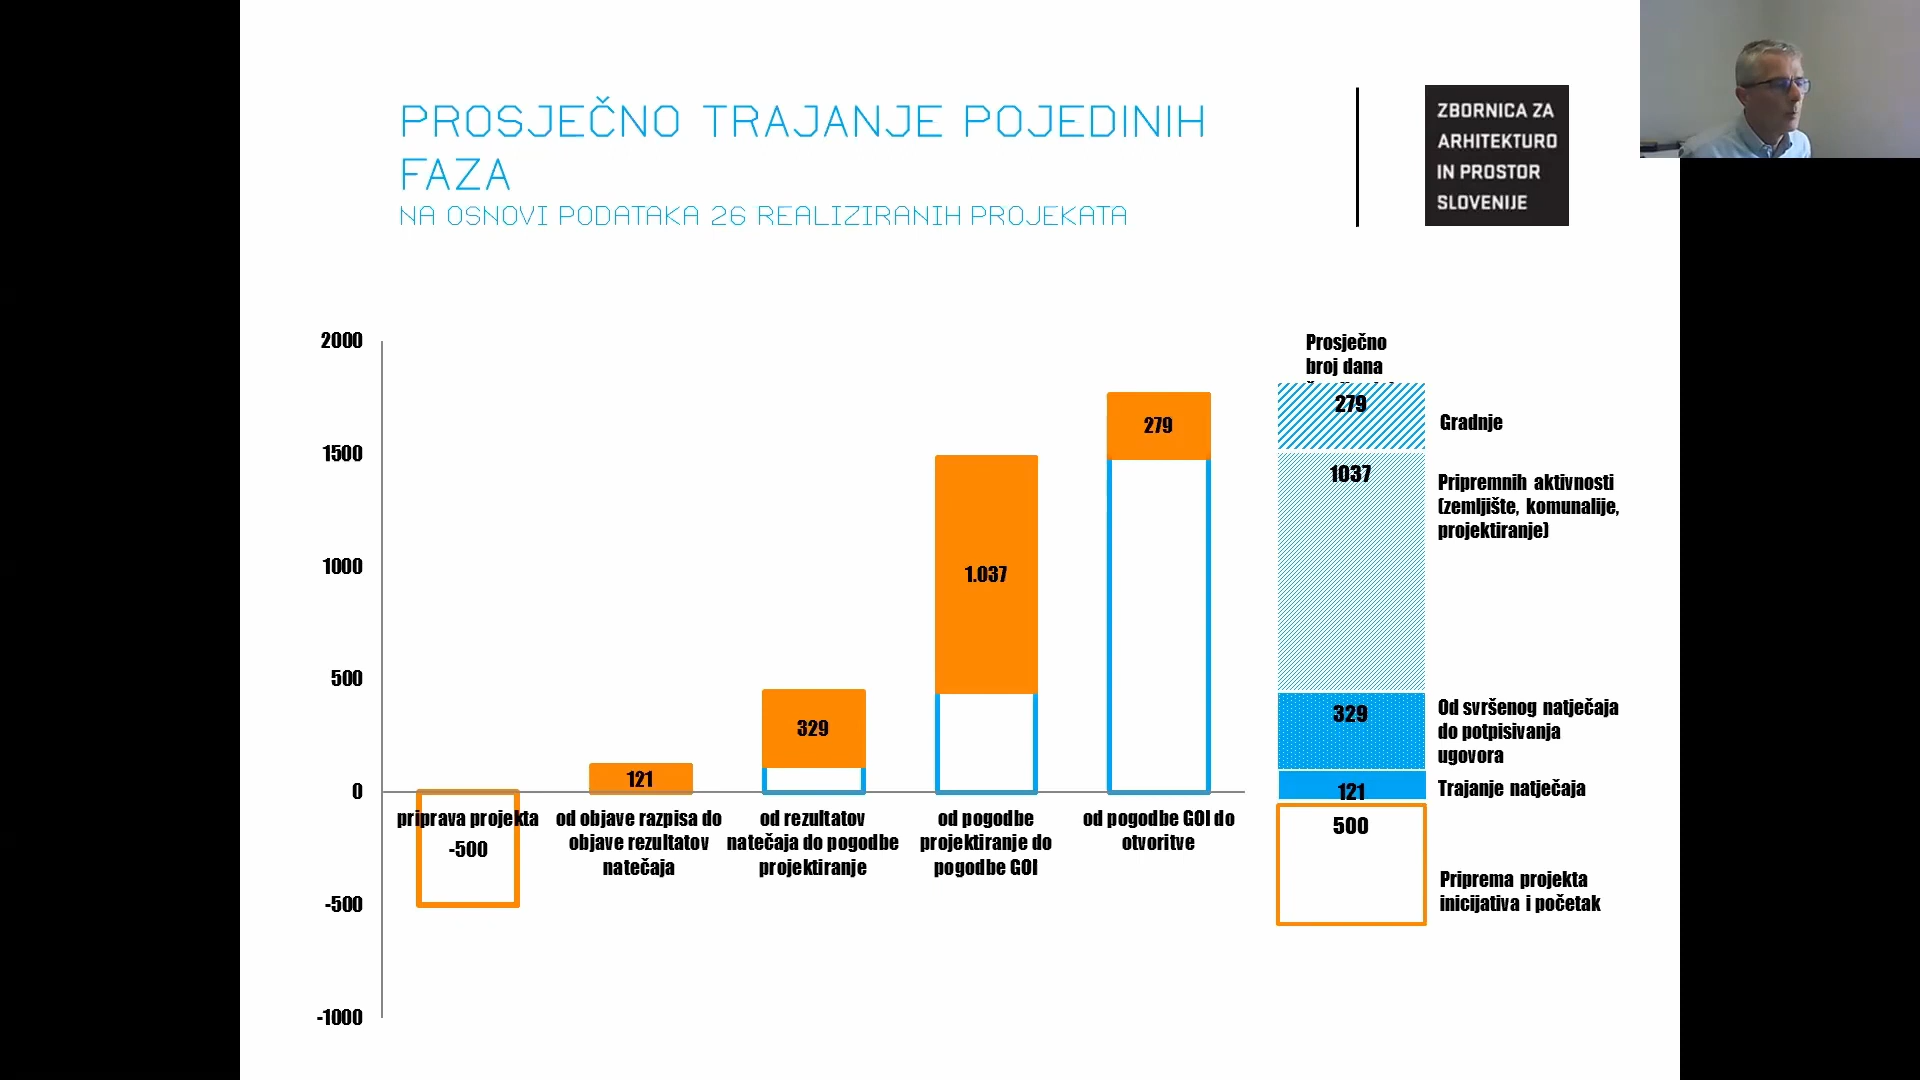 PROSJEČNO TRAJANJE POJEDINIH
FAZA
NA OSNOVI PODATAKA 26 REALIZIRANIH PROJEKATA
ZBORNICA ZA
ARHITEKTURO
IN PROSTOR
SLOVENIJE
2000
1500
1000
500
0
-500
-1000
priprava projekta
-500
121
od objave razpisa do
objave rezultatov
natečaja
329
od rezultatov
natečaja do pogodbe
projektiranje
1.037
od pogodbe
projektiranje do
pogodbe GOI
279
od pogodbe GOI do
otvoritve
Prosječno
broj dana
279
Gradnje
1037
Pripremnih aktivnosti
(zemljište, komunalije,
projektiranje)
329
Od svršenog natječaja
do potpisivanja
ugovora
121
Trajanje natječaja
500
Priprema projekta
inicijativa i početak